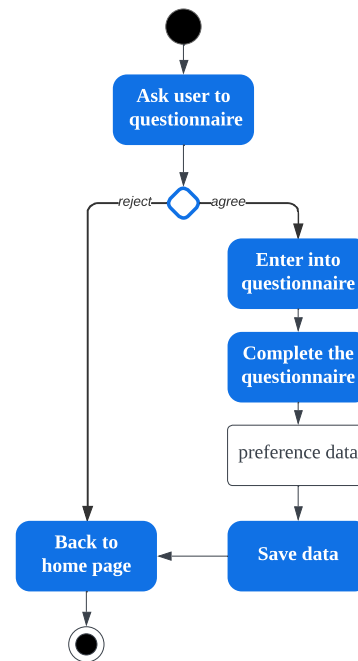 Ask user to
questionnaire
reject
agree
Enter into
questionnaire
Complete the
questionnaire
preference data
Back to
home page
Save data